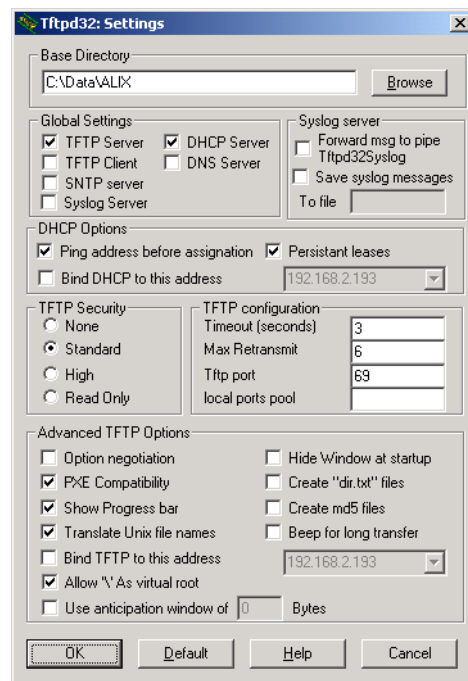 Tftpd32: Settings
Base Directory
C:\Data\ALIX
Browse
Global Settings
TFTP Server
DHCP Server
TFTP Client
DNS Server
SNTP server
Syslog Server
Syslog server
Forward msg to pipe
Tftpd32Syslog
Save syslog messages
To file
DHCP Options
Ping address before assignation
Persistant leases
Bind DHCP to this address
192.168.2.193
TFTP Security
None
Standard
High
Read Only
TFTP configuration
Timeout (seconds)
3
Max Retransmit
6
Tftp port
69
local ports pool
Advanced TFTP Options
Option negotiation
Hide Window at startup
PXE Compatibility
Create "dir.txt" files
Show Progress bar
Create md5 files
Translate Unix file names
Beep for long transfer
Bind TFTP to this address
192.168.2.193
Allow '\' As virtual root
Use anticipation window of 0 Bytes
OK
Default
Help
Cancel